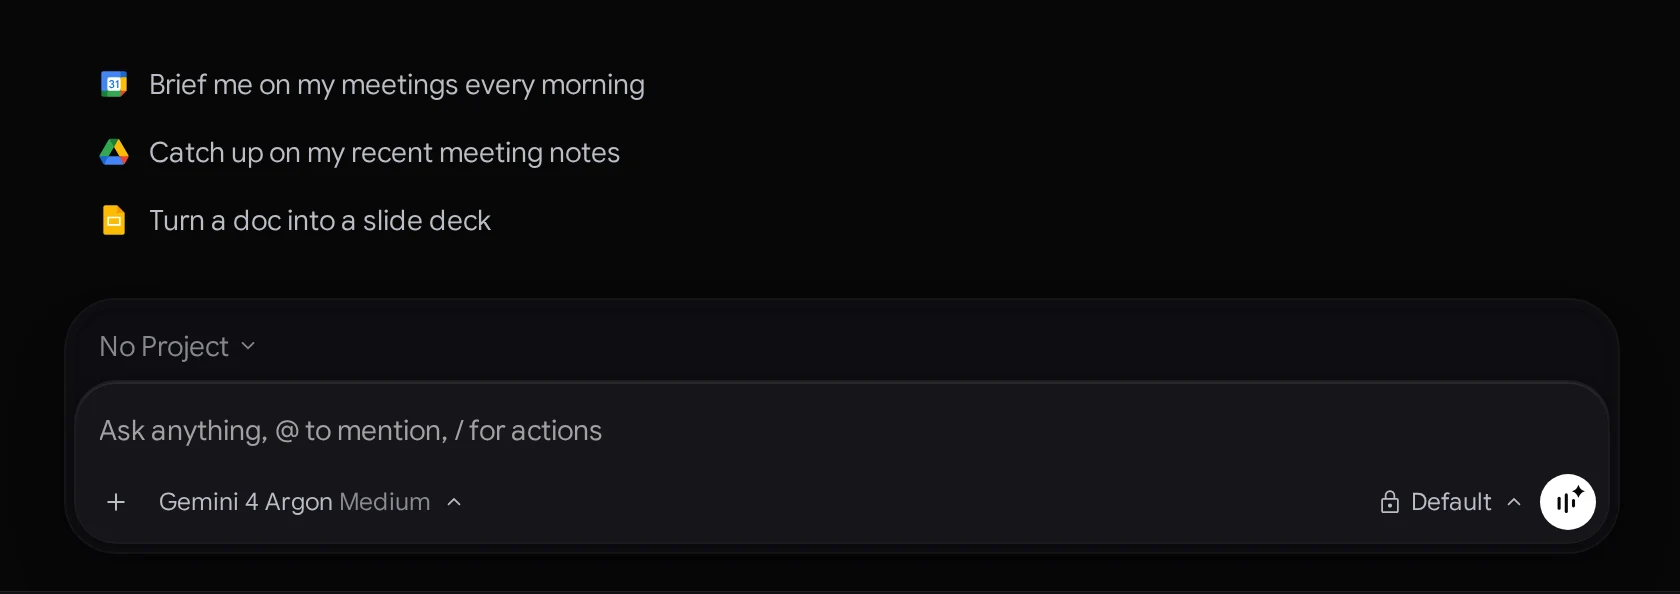 31 Brief me on my meetings every morning
Catch up on my recent meeting notes
Turn a doc into a slide deck
No Project
Ask anything, @ to mention, / for actions
Gemini 4 Argon Medium Default